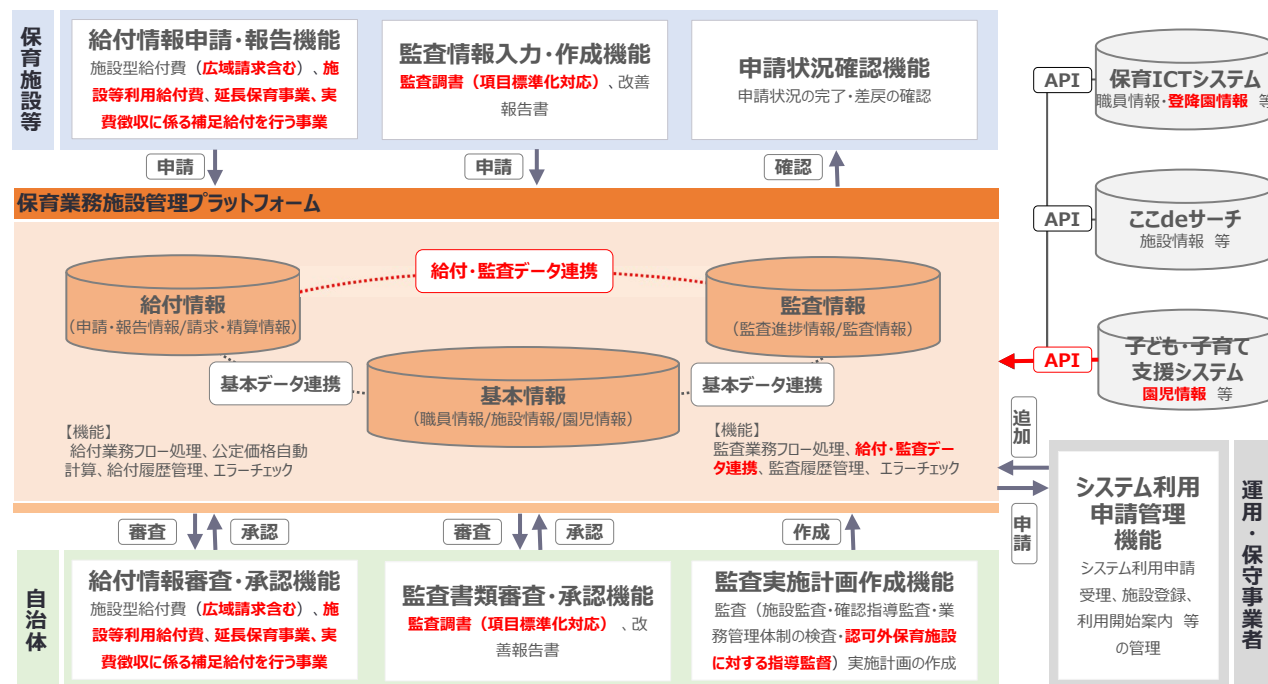 保育施設等
給付情報申請・報告機能
施設型給付費（広域請求含む）、施
設等利用給付費、延長保育事業、実
費徴収に係る補足給付を行う事業
監査情報入力・作成機能
監査調書（項目標準化対応）、改善
報告書
申請状況確認機能
申請状況の完了・差戻の確認
申請
申請
確認
保育業務施設管理プラットフォーム
給付・監査データ連携
給付情報
（申請・報告情報/請求・精算情報）
監査情報
（監査進捗情報/監査情報）
基本データ連携
基本データ連携
基本情報
（職員情報/施設情報/園児情報）
【機能】
給付業務フロー処理、公定価格自動
計算、給付履歴管理、エラーチェック
【機能】
監査業務フロー処理、給付・監査デー
タ連携、監査履歴管理、エラーチェック
審査
承認
審査
承認
作成
自治体
給付情報審査・承認機能
施設型給付費（広域請求含む）、施
設等利用給付費、延長保育事業、実
費徴収に係る補足給付を行う事業
監査書類審査・承認機能
監査調書（項目標準化対応）、改
善報告書
監査実施計画作成機能
監査（施設監査・確認指導監査・業
務管理体制の検査・認可外保育施設
に対する指導監督）実施計画の作成
API
保育ICTシステム
職員情報・登降園情報 等
API
ここdeサーチ
施設情報 等
API
子ども・子育て
支援システム
園児情報 等
追加
申請
システム利用
申請管理
機能
システム利用申請
受理、施設登録、
利用開始案内 等
の管理
運用・保守事業者